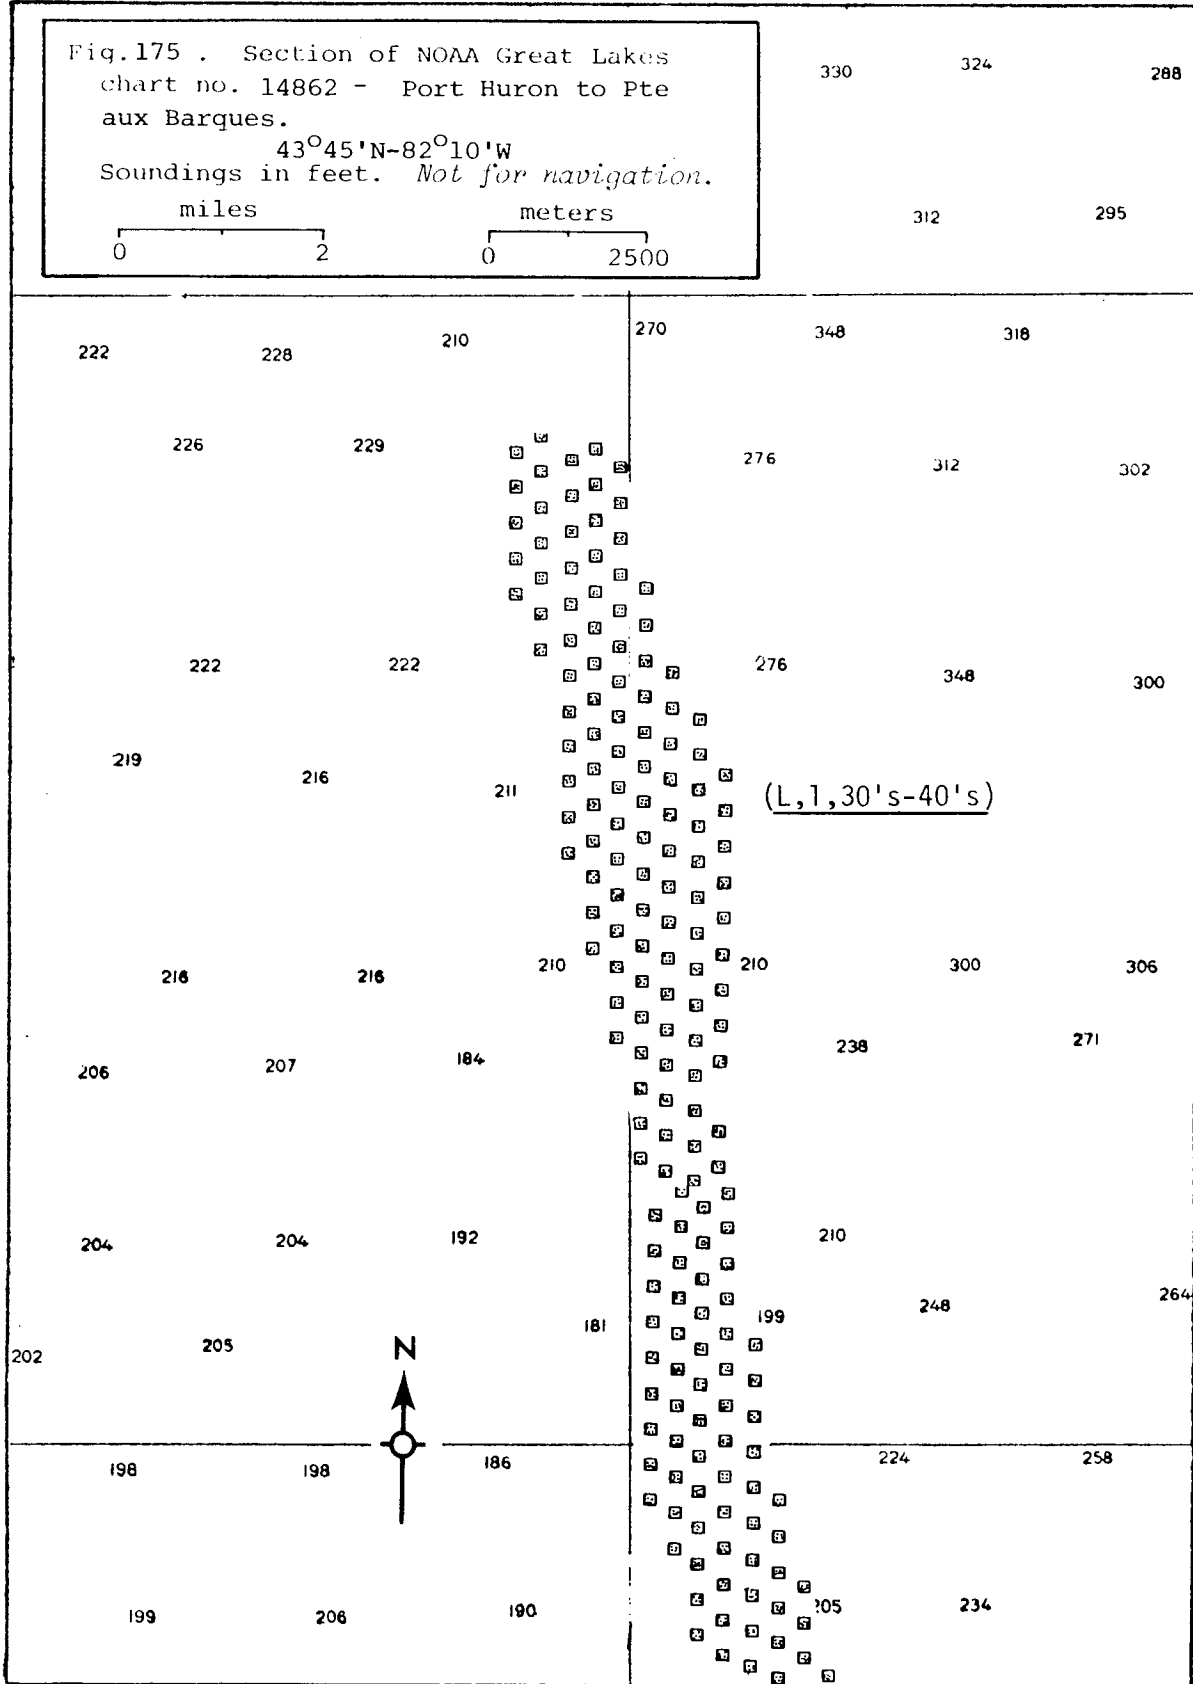 Fig.175 . Section of NOAA Great Lakes
chart no. 14862 - Port Huron to Pte
aux Barques.
43°45'N-82°10'W
Soundings in feet. Not for navigation.
miles meters
0 2 0 2500
330 324 288
312 295
222 228 210 270 348 318
226 229 276 312 302
222 222 276 348 300
219 216 211 (L,1,30's-40's)
216 216 210 210 300 306
206 207 184 238 271
204 204 192 210
202 205 181 199 248 264
N
198 198 186 224 258
199 206 190 205 234